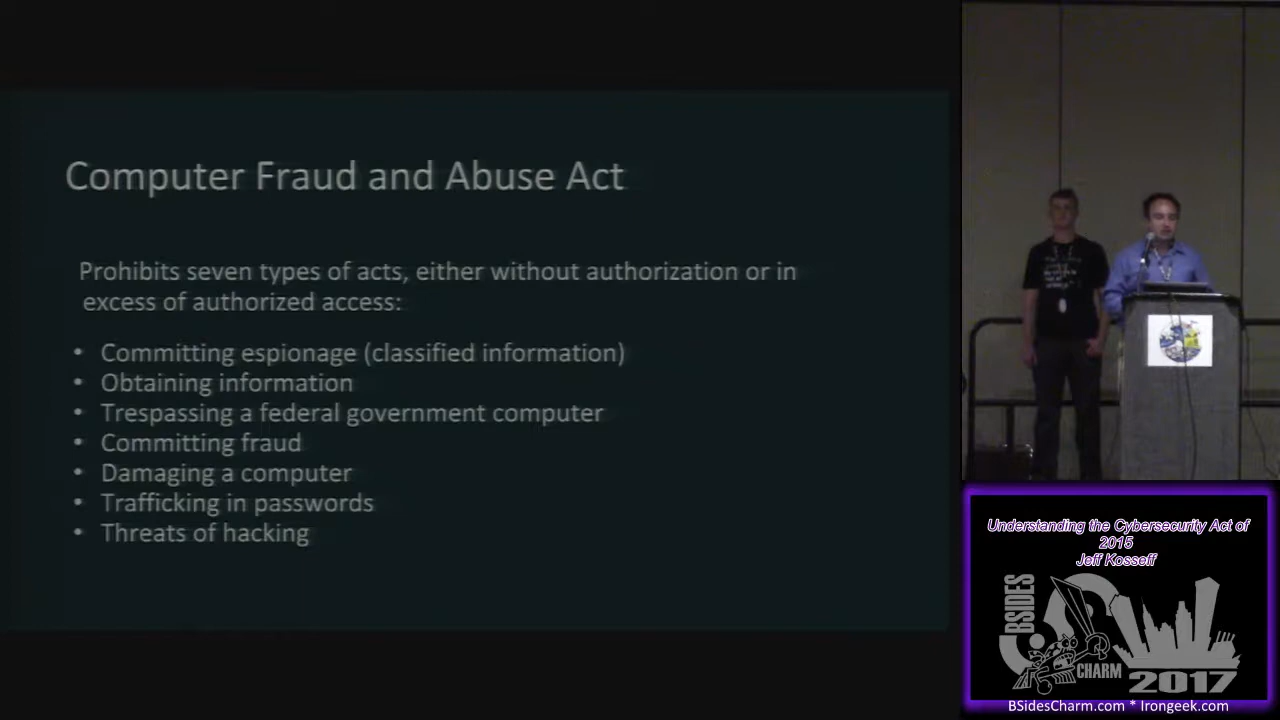 Computer Fraud and Abuse Act
Prohibits seven types of acts, either without authorization or in
excess of authorized access:
• Committing espionage (classified information)
• Obtaining information
• Trespassing a federal government computer
• Committing fraud
• Damaging a computer
• Trafficking in passwords
• Threats of hacking
Understanding the Cybersecurity Act of
2015
Jeff Kosseff
BSIDES
CHARM
2017
BSidesCharm.com * Irongeek.com